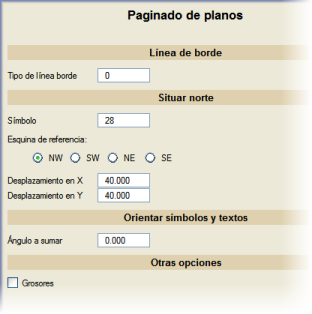 Paginado de planos
Línea de borde
Tipo de línea borde 0
Situar norte
Símbolo 28
Esquina de referencia:
NW SW NE SE
Desplazamiento en X 40.000
Desplazamiento en Y 40.000
Orientar símbolos y textos
Ángulo a sumar 0.000
Otras opciones
Grosores